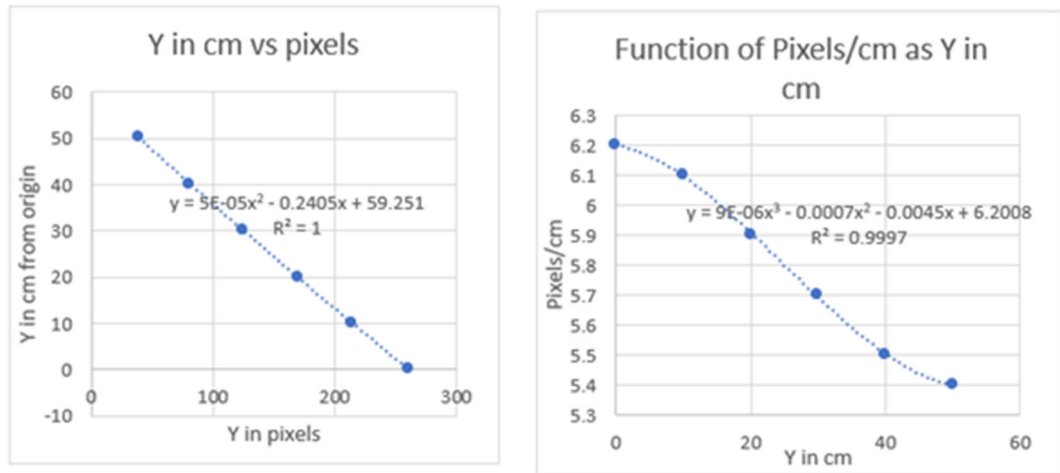 Y in cm vs pixels
60
50
40
30
20
10
0
-10
Y in cm from origin
y = 5E-05x² - 0.2405x + 59.251
R² = 1
0
100
200
300
Y in pixels
Function of Pixels/cm as Y in
cm
6.3
6.2
6.1
6
5.9
5.8
5.7
5.6
5.5
5.4
5.3
Pixels/cm
y = 9E-06x³ - 0.0007x² - 0.0045x + 6.2008
R² = 0.9997
0
20
40
60
Y in cm